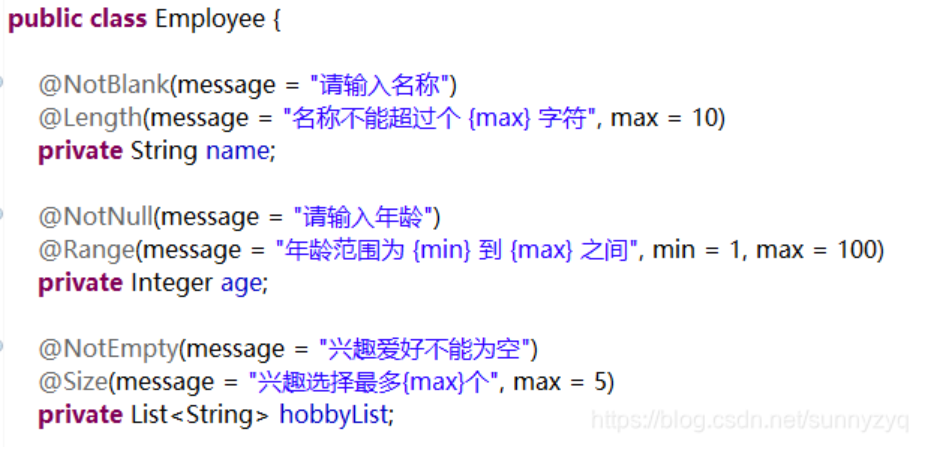 public class Employee {
@NotBlank(message = "请输入名称")
@Length(message = "名称不能超过个 {max} 字符", max = 10)
private String name;
@NotNull(message = "请输入年龄")
@Range(message = "年龄范围为 {min} 到 {max} 之间", min = 1, max = 100)
private Integer age;
@NotEmpty(message = "兴趣爱好不能为空")
@Size(message = "兴趣选择最多{max}个", max = 5)
private List<String> hobbyList;
https://blog.csdn.net/sunnyzyq